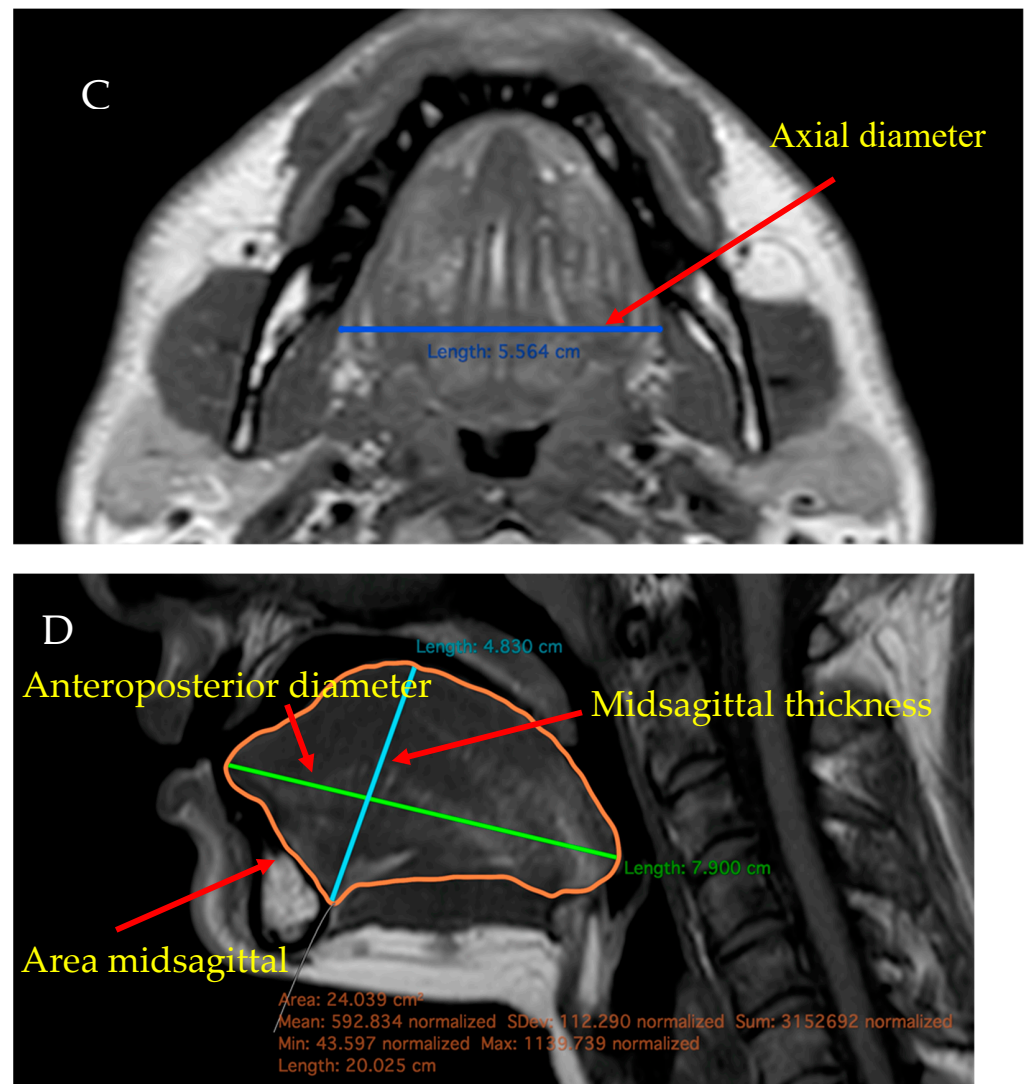 C
Axial diameter
Length: 5.564 cm
D
Length: 4.830 cm
Anteroposterior diameter
Midsagittal thickness
Length: 7.900 cm
Area midsagittal
Area: 24.039 cm²
Mean: 592.834 normalized SDev: 112.290 normalized Sum: 3152692 normalized
Min: 43.597 normalized Max: 1139.739 normalized
Length: 20.025 cm